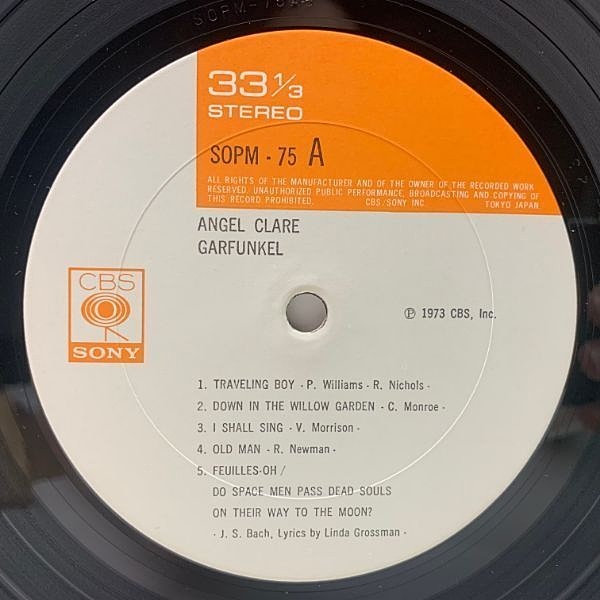 SOPM-75A
33 1/3
STEREO
SOPM - 75 A
ALL RIGHTS OF THE MANUFACTURER AND OF THE OWNER OF THE RECORDED WORK
RESERVED. UNAUTHORIZED PUBLIC PERFORMANCE, BROADCASTING AND COPYING OF
THIS RECORD PROHIBITED. CBS/SONY INC. TOKYO JAPAN
ANGEL CLARE
GARFUNKEL
CBS
SONY
℗ 1973 CBS, Inc.
1. TRAVELING BOY - P. Williams - R. Nichols -
2. DOWN IN THE WILLOW GARDEN - C. Monroe -
3. I SHALL SING - V. Morrison -
4. OLD MAN - R. Newman -
5. FEUILLES-OH /
DO SPACE MEN PASS DEAD SOULS
ON THEIR WAY TO THE MOON?
- J. S. Bach, Lyrics by Linda Grossman -